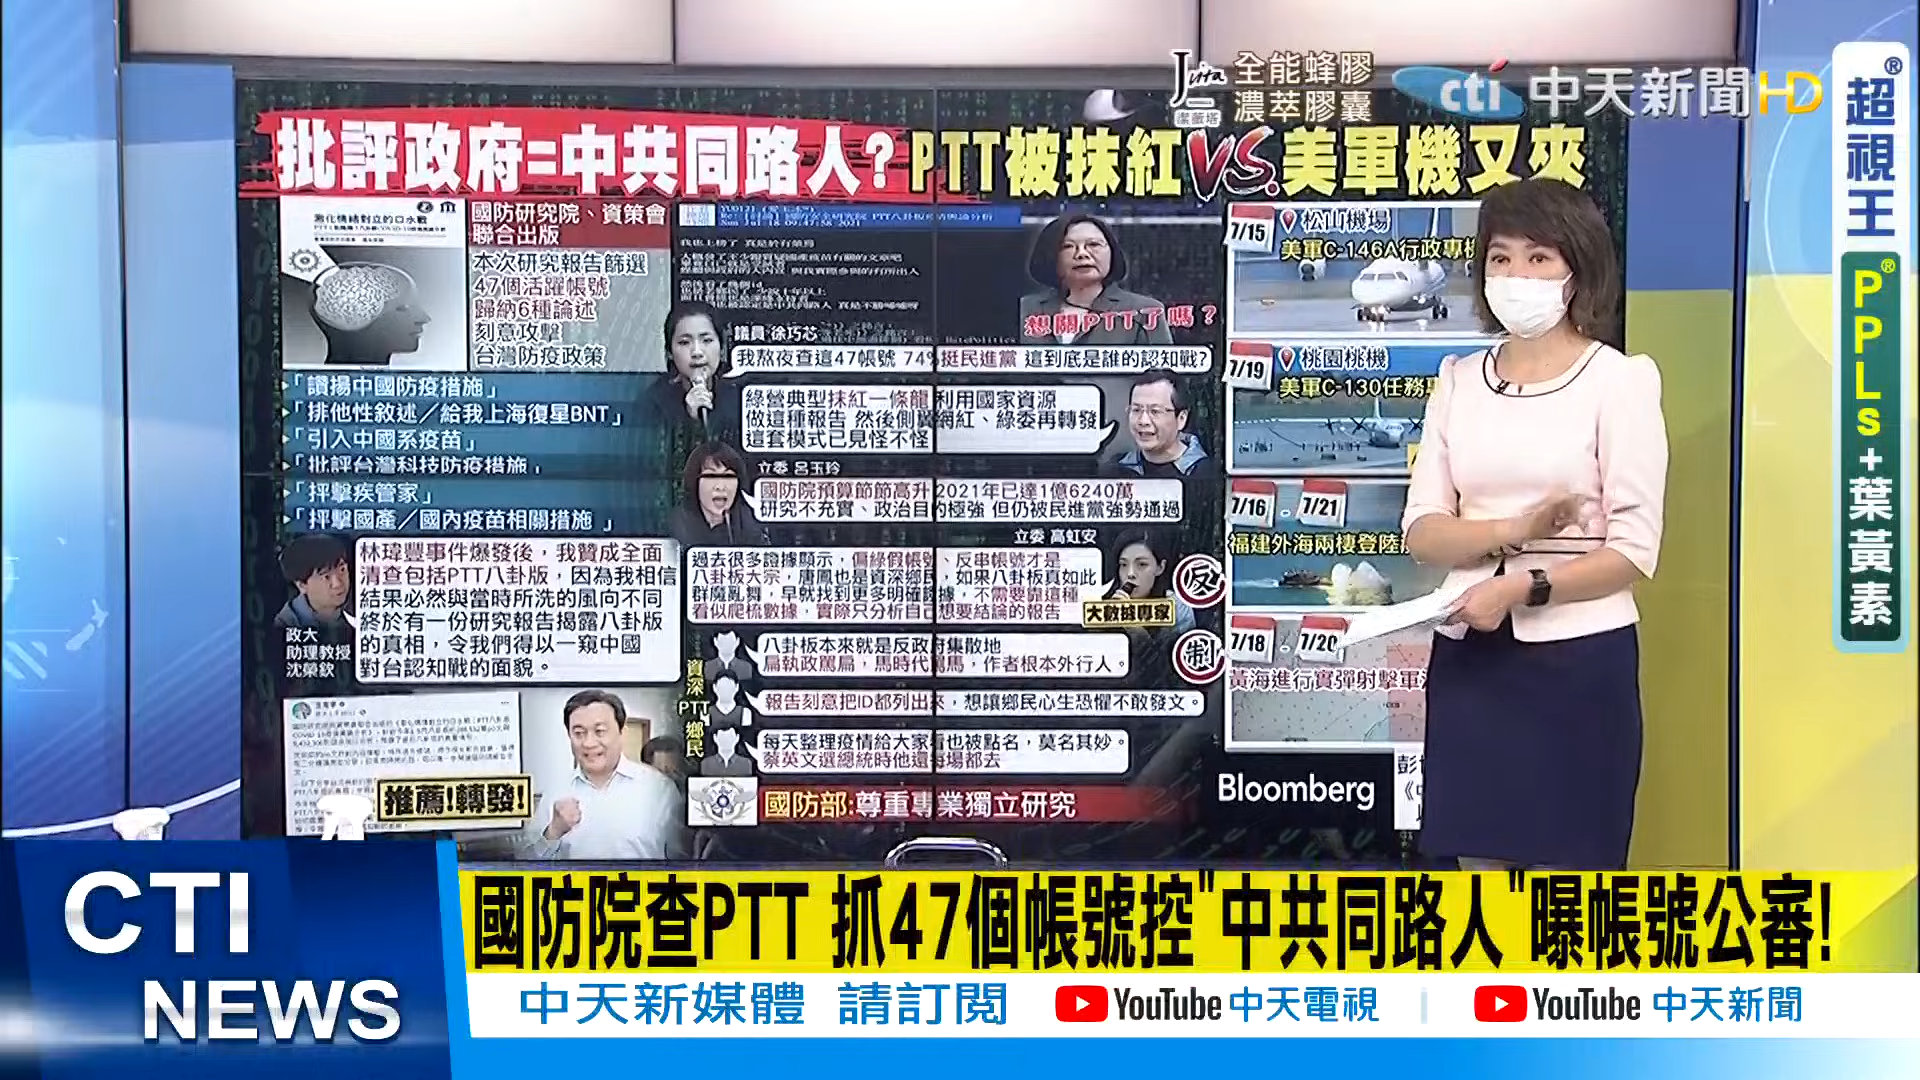 Jvita
潔薇塔
全能蜂膠
濃萃膠囊
cti 中天新聞HD
超視王
PPLs+葉黃素
批評政府=中共同路人?PTT被抹紅VS.美軍機又來
激化情緒對立的口水戰
國防研究院、資策會
聯合出版
本次研究報告篩選
47個活躍帳號
歸納6種論述
刻意攻擊
台灣防疫政策
「讚揚中國防疫措施」
「排他性敘述/給我上海復星BNT」
「引入中國系疫苗」
「批評台灣科技防疫措施」
「抨擊疾管家」
「抨擊國產/國內疫苗相關措施 」
林瑋豐事件爆發後,我贊成全面
清查包括PTT八卦版,因為我相信
結果必然與當時所洗的風向不同
終於有一份研究報告揭露八卦版
的真相,令我們得以一窺中國
對台認知戰的面貌。
政大
助理教授
沈榮欽
推薦!轉發!
想關PTT了嗎?
議員 徐巧芯
我熬夜查這47帳號 74%挺民進黨 這到底是誰的認知戰?
綠營典型抹紅一條龍 利用國家資源
做這種報告 然後側翼網紅、綠委再轉發
這套模式已見怪不怪
立委 呂玉玲
國防院預算節節高升 2021年已達1億6240萬
研究不充實、政治目的極強 但仍被民進黨強勢通過
立委 高虹安
過去很多證據顯示,偏綠假帳號、反串帳號才是
八卦板大宗,唐鳳也是資深鄉民,如果八卦板真如此
群魔亂舞,早就找到更多明確證據,不需要靠這種
看似爬梳數據,實際只分析自己想要結論的報告
大數據專家
反
制
資深PTT鄉民
八卦板本來就是反政府集散地
扁執政罵扁,馬時代罵馬,作者根本外行人。
報告刻意把ID都列出來,想讓鄉民心生恐懼不敢發文。
每天整理疫情給大家看也被點名,莫名其妙。
蔡英文選總統時他還每場都去
國防部:尊重專業獨立研究
7/15
松山機場
美軍C-146A行政專機
7/19
桃園桃機
美軍C-130任務
7/16 。 7/21
福建外海兩棲登陸
7/18 。 7/20
黃海進行實彈射擊軍
Bloomberg
CTI
NEWS
國防院查PTT 抓47個帳號控"中共同路人"曝帳號公審!
中天新媒體 請訂閱 YouTube 中天電視 | YouTube 中天新聞